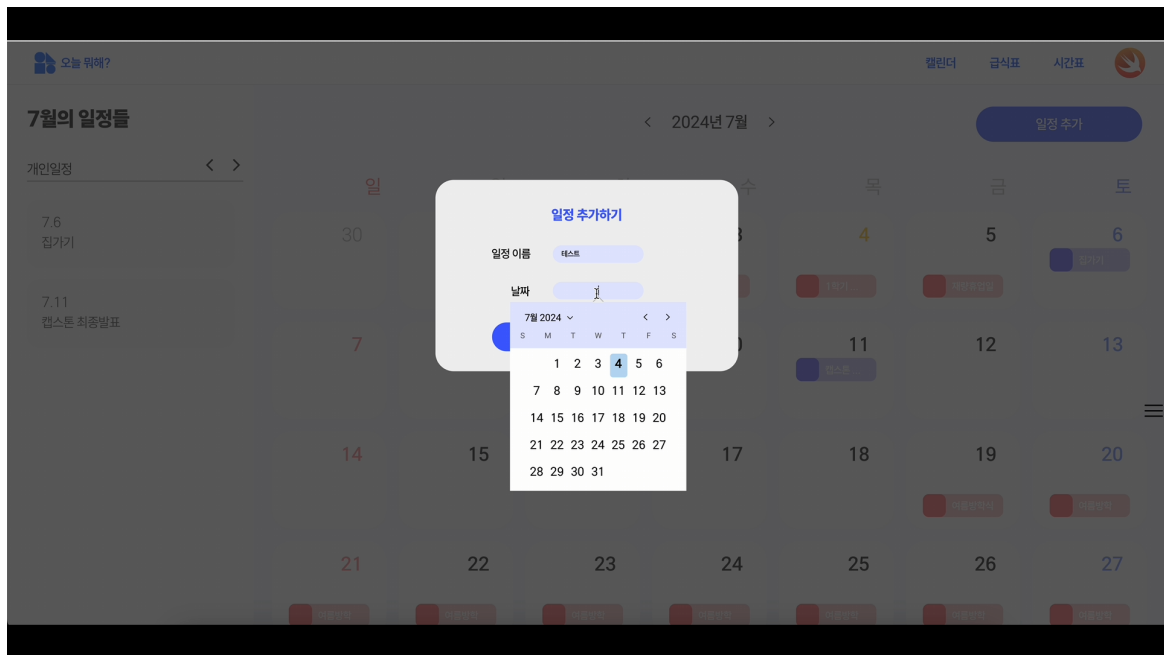 오늘 뭐해?
캘린더 급식표 시간표
7월의 일정들
2024년 7월
일정 추가
개인일정
7.6
집가기
7.11
캡스톤 최종발표
일 수 목 금 토
30 3 4 5 6
집가기
7 11 12 13
캡스톤
14 15 17 18 19 20
21 22 23 24 25 26 27
일정 추가하기
일정 이름 테스트
날짜
7월 2024
S M T W T F S
1 2 3 4 5 6
7 8 9 10 11 12 13
14 15 16 17 18 19 20
21 22 23 24 25 26 27
28 29 30 31